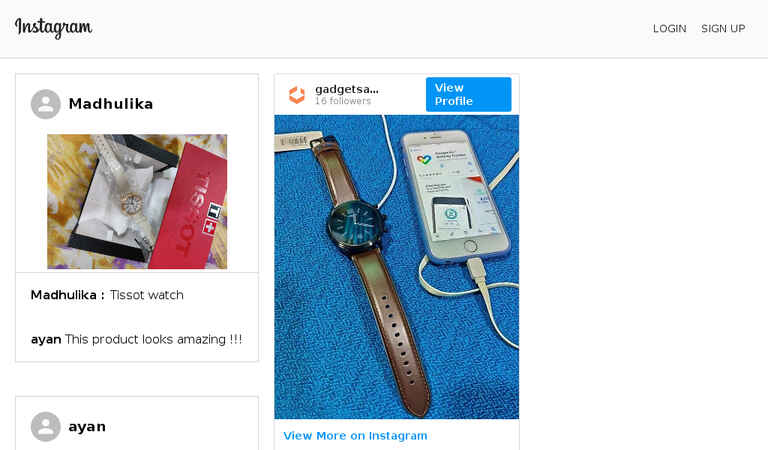 Instagram
LOGIN
SIGN UP
Madhulika
TISSOT
Madhulika : Tissot watch
ayan This product looks amazing !!!
ayan
gadgetsa...
16 followers
View
Profile
View More on Instagram